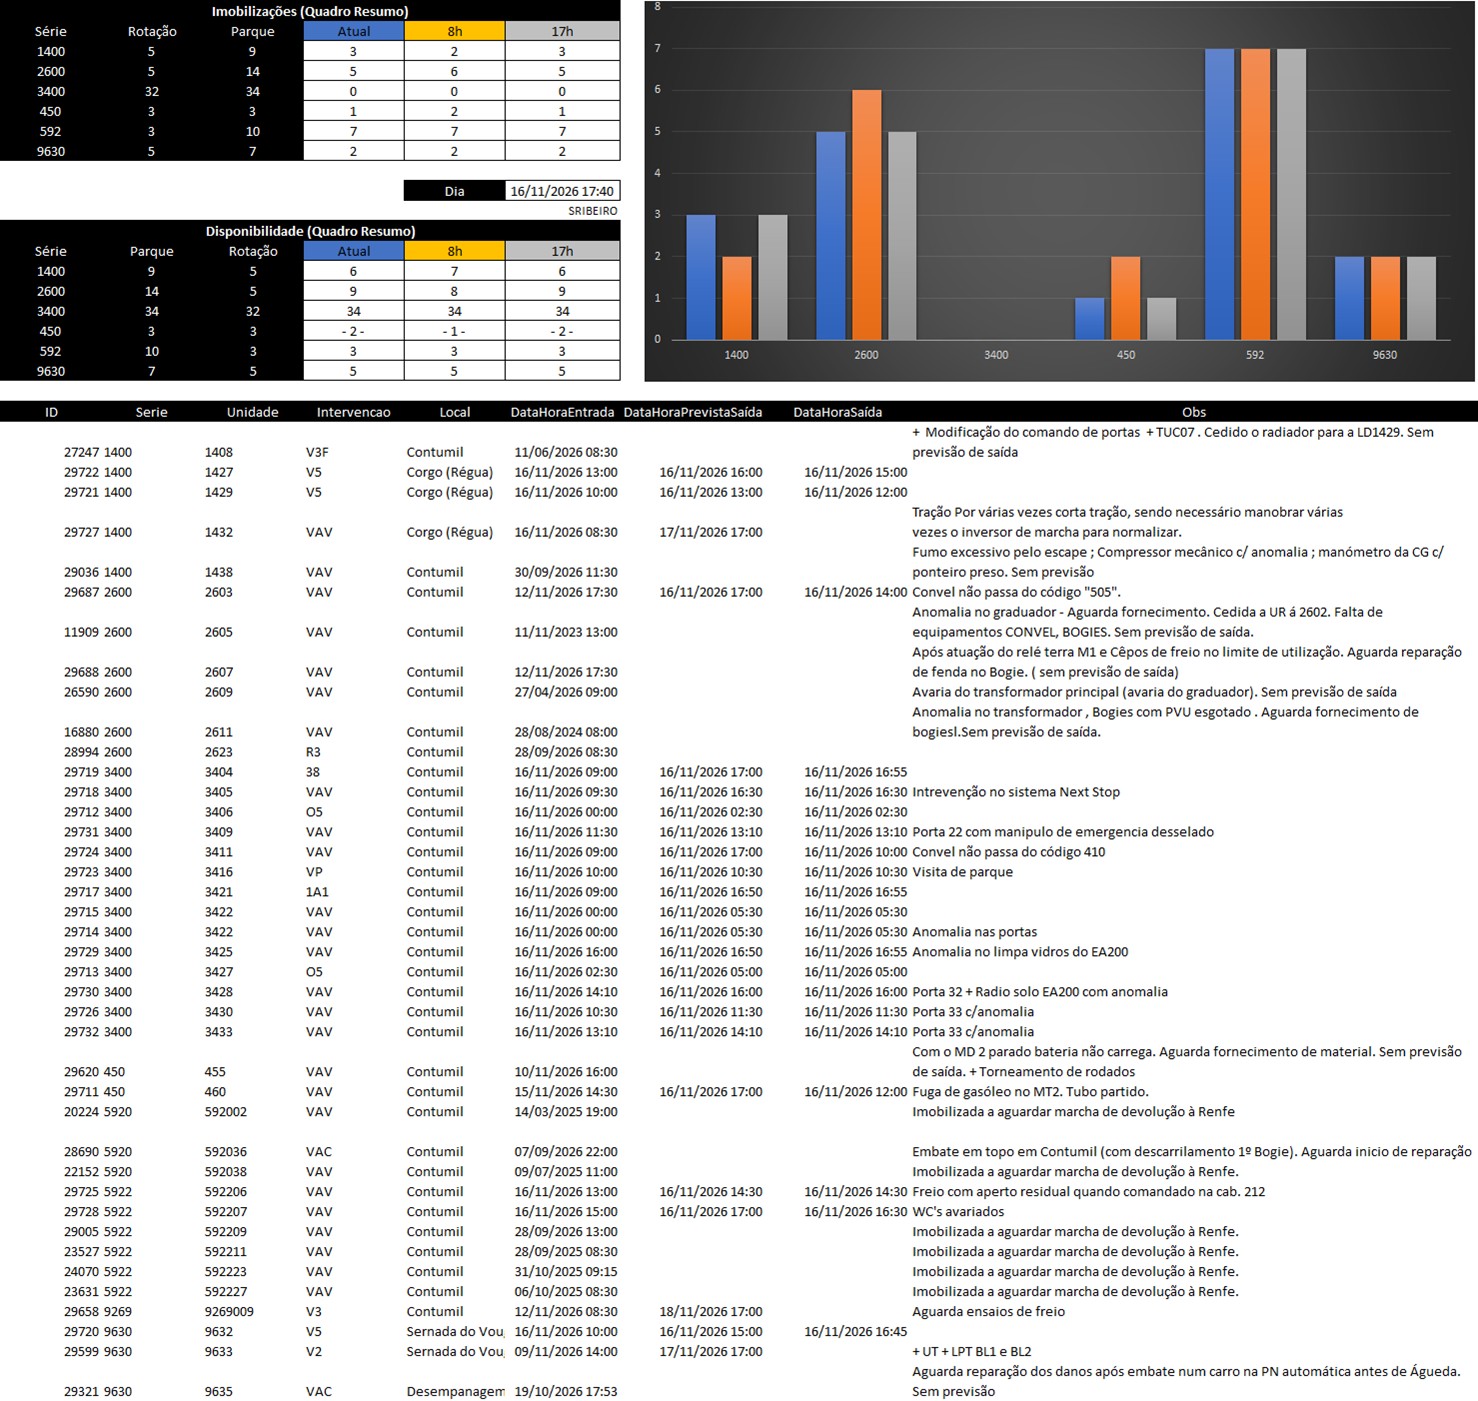 Imobilizações (Quadro Resumo)
Série Rotação Parque Atual 8h 17h
1400 5 9 3 2 3
2600 5 14 5 6 5
3400 32 34 0 0 0
450 3 3 1 2 1
592 3 10 7 7 7
9630 5 7 2 2 2
Dia 16/11/2026 17:40
SRIBEIRO
Disponibilidade (Quadro Resumo)
Série Parque Rotação Atual 8h 17h
1400 9 5 6 7 6
2600 14 5 9 8 9
3400 34 32 34 34 34
450 3 3 - 2 - - 1 - - 2 -
592 10 3 3 3 3
9630 7 5 5 5 5
8
7
6
5
4
3
2
1
0
1400 2600 3400 450 592 9630
ID Serie Unidade Intervencao Local DataHoraEntrada DataHoraPrevistaSaída DataHoraSaída Obs
+ Modificação do comando de portas + TUC07 . Cedido o radiador para a LD1429. Sem
27247 1400 1408 V3F Contumil 11/06/2026 08:30 previsão de saída
29722 1400 1427 V5 Corgo (Régua) 16/11/2026 13:00 16/11/2026 16:00 16/11/2026 15:00
29721 1400 1429 V5 Corgo (Régua) 16/11/2026 10:00 16/11/2026 13:00 16/11/2026 12:00
Tração Por várias vezes corta tração, sendo necessário manobrar várias
29727 1400 1432 VAV Corgo (Régua) 16/11/2026 08:30 17/11/2026 17:00 vezes o inversor de marcha para normalizar.
Fumo excessivo pelo escape ; Compressor mecânico c/ anomalia ; manómetro da CG c/
29036 1400 1438 VAV Contumil 30/09/2026 11:30 ponteiro preso. Sem previsão
29687 2600 2603 VAV Contumil 12/11/2026 17:30 16/11/2026 17:00 16/11/2026 14:00 Convel não passa do código "505".
Anomalia no graduador - Aguarda fornecimento. Cedida a UR á 2602. Falta de
11909 2600 2605 VAV Contumil 11/11/2023 13:00 equipamentos CONVEL, BOGIES. Sem previsão de saída.
Após atuação do relé terra M1 e Cêpos de freio no limite de utilização. Aguarda reparação
29688 2600 2607 VAV Contumil 12/11/2026 17:30 de fenda no Bogie. ( sem previsão de saída)
26590 2600 2609 VAV Contumil 27/04/2026 09:00 Avaria do transformador principal (avaria do graduador). Sem previsão de saída
Anomalia no transformador , Bogies com PVU esgotado . Aguarda fornecimento de
16880 2600 2611 VAV Contumil 28/08/2024 08:00 bogiesl.Sem previsão de saída.
28994 2600 2623 R3 Contumil 28/09/2026 08:30
29719 3400 3404 38 Contumil 16/11/2026 09:00 16/11/2026 17:00 16/11/2026 16:55
29718 3400 3405 VAV Contumil 16/11/2026 09:30 16/11/2026 16:30 16/11/2026 16:30 Intrevenção no sistema Next Stop
29712 3400 3406 O5 Contumil 16/11/2026 00:00 16/11/2026 02:30 16/11/2026 02:30
29731 3400 3409 VAV Contumil 16/11/2026 11:30 16/11/2026 13:10 16/11/2026 13:10 Porta 22 com manipulo de emergencia desselado
29724 3400 3411 VAV Contumil 16/11/2026 09:00 16/11/2026 17:00 16/11/2026 10:00 Convel não passa do código 410
29723 3400 3416 VP Contumil 16/11/2026 10:00 16/11/2026 10:30 16/11/2026 10:30 Visita de parque
29717 3400 3421 1A1 Contumil 16/11/2026 09:00 16/11/2026 16:50 16/11/2026 16:55
29715 3400 3422 VAV Contumil 16/11/2026 00:00 16/11/2026 05:30 16/11/2026 05:30
29714 3400 3422 VAV Contumil 16/11/2026 00:00 16/11/2026 05:30 16/11/2026 05:30 Anomalia nas portas
29729 3400 3425 VAV Contumil 16/11/2026 16:00 16/11/2026 16:50 16/11/2026 16:55 Anomalia no limpa vidros do EA200
29713 3400 3427 O5 Contumil 16/11/2026 02:30 16/11/2026 05:00 16/11/2026 05:00
29730 3400 3428 VAV Contumil 16/11/2026 14:10 16/11/2026 16:00 16/11/2026 16:00 Porta 32 + Radio solo EA200 com anomalia
29726 3400 3430 VAV Contumil 16/11/2026 10:30 16/11/2026 11:30 16/11/2026 11:30 Porta 33 c/anomalia
29732 3400 3433 VAV Contumil 16/11/2026 13:10 16/11/2026 14:10 16/11/2026 14:10 Porta 33 c/anomalia
Com o MD 2 parado bateria não carrega. Aguarda fornecimento de material. Sem previsão
29620 450 455 VAV Contumil 10/11/2026 16:00 de saída. + Torneamento de rodados
29711 450 460 VAV Contumil 15/11/2026 14:30 16/11/2026 17:00 16/11/2026 12:00 Fuga de gasóleo no MT2. Tubo partido.
20224 5920 592002 VAV Contumil 14/03/2025 19:00 Imobilizada a aguardar marcha de devolução à Renfe
28690 5920 592036 VAC Contumil 07/09/2026 22:00 Embate em topo em Contumil (com descarrilamento 1º Bogie). Aguarda inicio de reparação
22152 5920 592038 VAV Contumil 09/07/2025 11:00 Imobilizada a aguardar marcha de devolução à Renfe.
29725 5922 592206 VAV Contumil 16/11/2026 13:00 16/11/2026 14:30 16/11/2026 14:30 Freio com aperto residual quando comandado na cab. 212
29728 5922 592207 VAV Contumil 16/11/2026 15:00 16/11/2026 17:00 16/11/2026 16:30 WC's avariados
29005 5922 592209 VAV Contumil 28/09/2026 13:00 Imobilizada a aguardar marcha de devolução à Renfe.
23527 5922 592211 VAV Contumil 28/09/2025 08:30 Imobilizada a aguardar marcha de devolução à Renfe.
24070 5922 592223 VAV Contumil 31/10/2025 09:15 Imobilizada a aguardar marcha de devolução à Renfe.
23631 5922 592227 VAV Contumil 06/10/2025 08:30 Imobilizada a aguardar marcha de devolução à Renfe.
29658 9269 9269009 V3 Contumil 12/11/2026 08:30 18/11/2026 17:00 Aguarda ensaios de freio
29720 9630 9632 V5 Sernada do Vou 16/11/2026 10:00 16/11/2026 15:00 16/11/2026 16:45
29599 9630 9633 V2 Sernada do Vou 09/11/2026 14:00 17/11/2026 17:00 + UT + LPT BL1 e BL2
Aguarda reparação dos danos após embate num carro na PN automática antes de Águeda.
29321 9630 9635 VAC Desempanagem 19/10/2026 17:53 Sem previsão